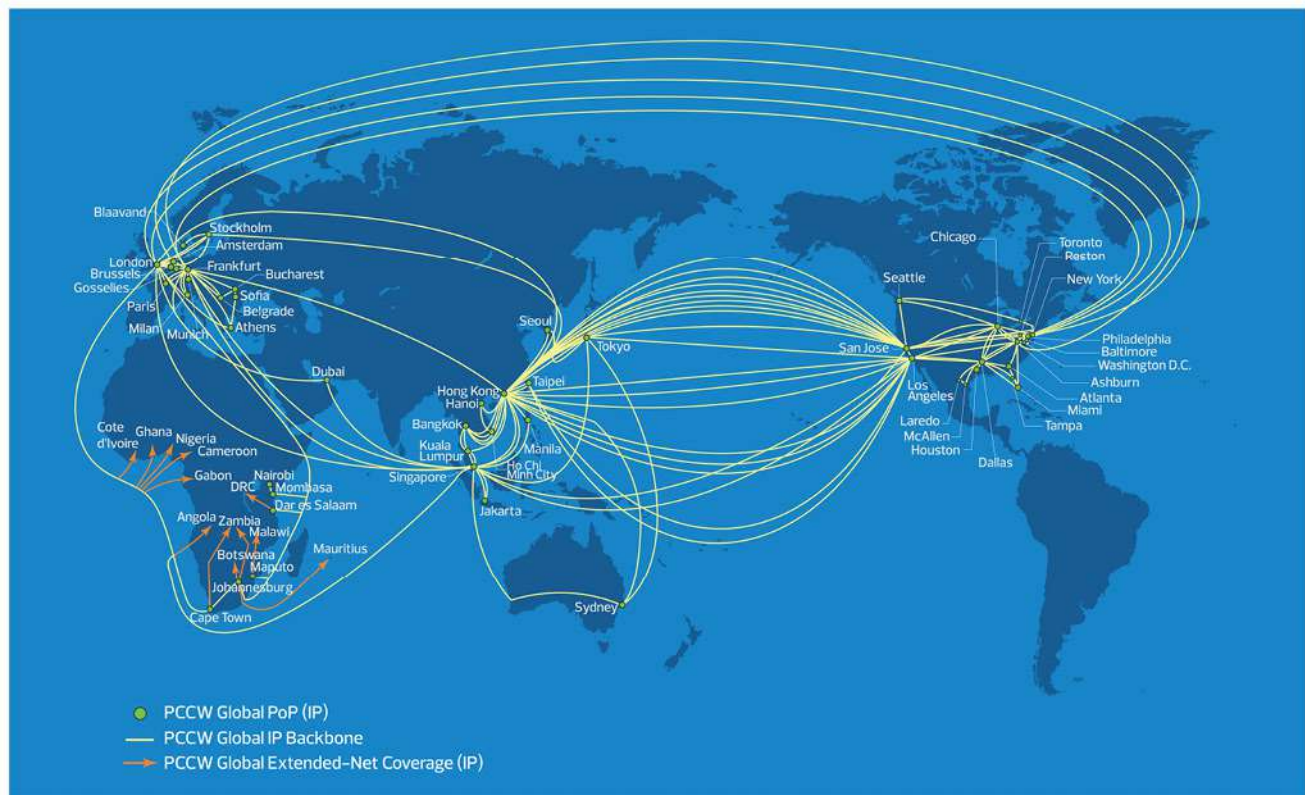 Blaavand
Stockholm
Amsterdam
London
Brussels
Gosselies
Frankfurt
Bucharest
Paris
Sofia
Belgrade
Milan
Munich
Athens
Dubai
Seoul
Tokyo
Hong Kong
Taipei
Hanoi
Bangkok
Manila
Kuala
Lumpur
Ho Chi
Minh City
Singapore
Jakarta
Sydney
Cote
d'Ivoire
Ghana
Nigeria
Cameroon
Gabon
Nairobi
DRC
Mombasa
Dar es Salaam
Angola
Zambia
Malawi
Botswana
Maputo
Mauritius
Johannesburg
Cape Town
Seattle
Chicago
Toronto
Reston
New York
San Jose
Los
Angeles
Philadelphia
Baltimore
Washington D.C.
Ashburn
Atlanta
Miami
Tampa
Laredo
McAllen
Houston
Dallas
PCCW Global PoP (IP)
PCCW Global IP Backbone
PCCW Global Extended-Net Coverage (IP)